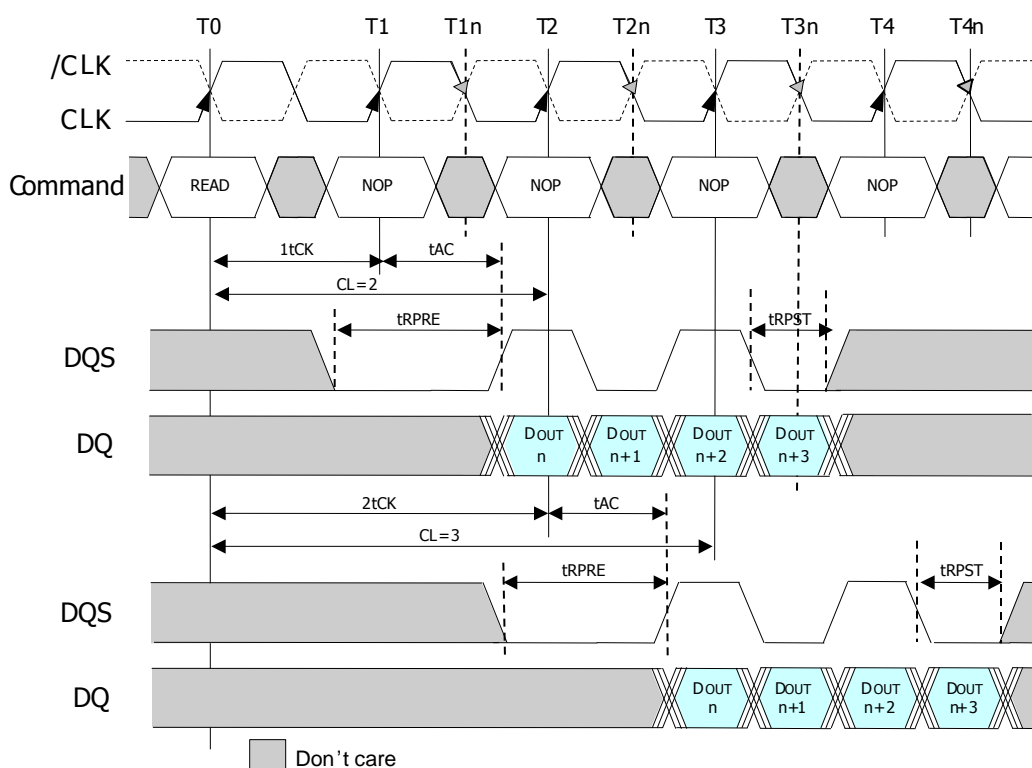 T0 T1 T1n T2 T2n T3 T3n T4 T4n
/CLK
CLK
Command READ NOP NOP NOP NOP
1tCK tAC
CL=2
tRPRE tRPST
DQS
DQ DOUT n DOUT n+1 DOUT n+2 DOUT n+3
2tCK tAC
CL=3
tRPRE tRPST
DQS
DQ DOUT n DOUT n+1 DOUT n+2 DOUT n+3
Don't care